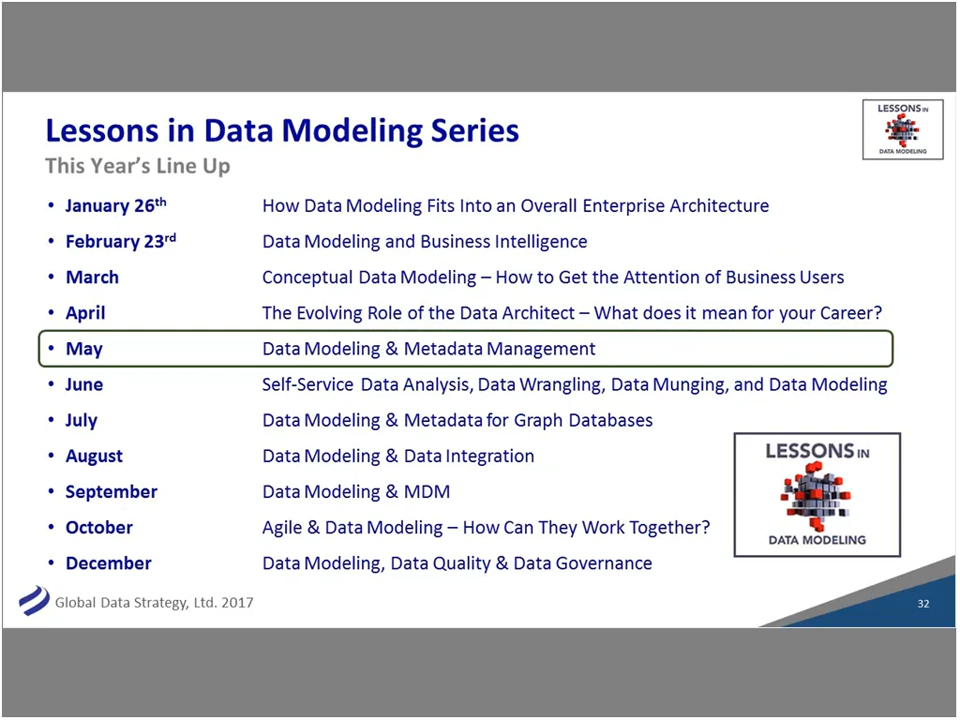 Lessons in Data Modeling Series
This Year's Line Up
LESSONS IN
DATA MODELING
• January 26th How Data Modeling Fits Into an Overall Enterprise Architecture
• February 23rd Data Modeling and Business Intelligence
• March Conceptual Data Modeling – How to Get the Attention of Business Users
• April The Evolving Role of the Data Architect – What does it mean for your Career?
• May Data Modeling & Metadata Management
• June Self-Service Data Analysis, Data Wrangling, Data Munging, and Data Modeling
• July Data Modeling & Metadata for Graph Databases
• August Data Modeling & Data Integration
• September Data Modeling & MDM
• October Agile & Data Modeling – How Can They Work Together?
• December Data Modeling, Data Quality & Data Governance
LESSONS IN
DATA MODELING
Global Data Strategy, Ltd. 2017
32